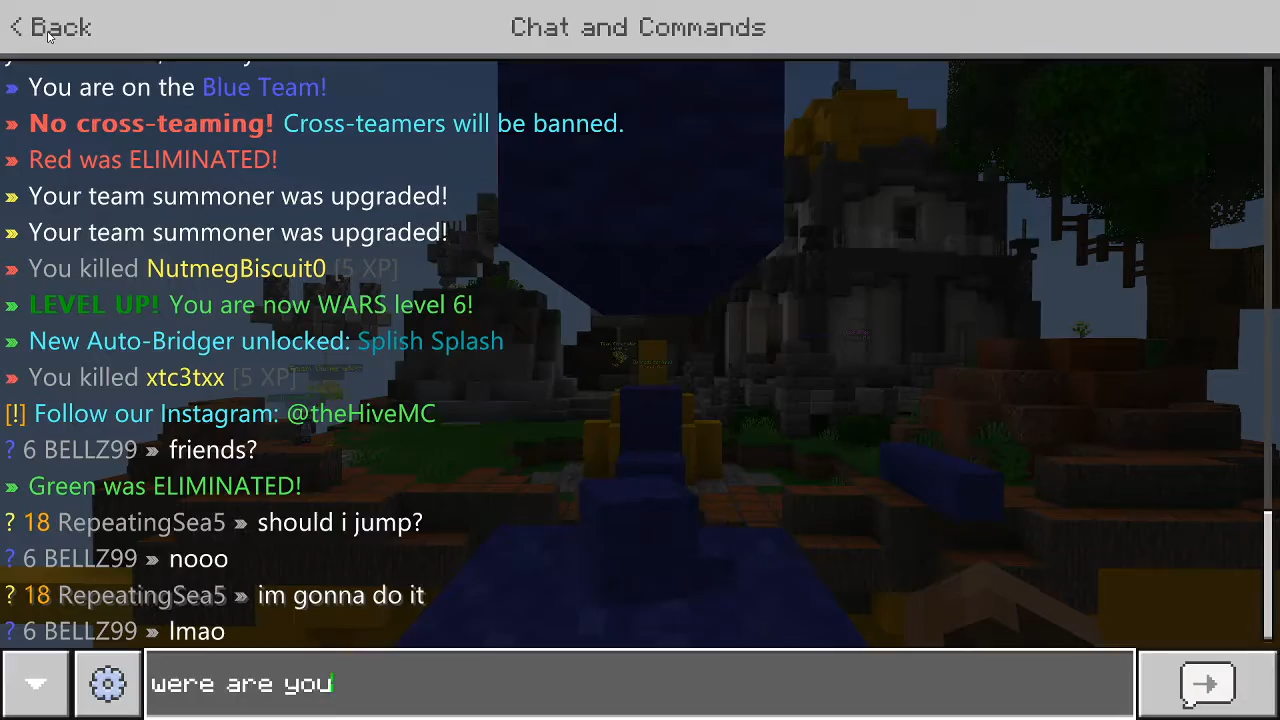 < Back
Chat and Commands
» You are on the Blue Team!
» No cross-teaming! Cross-teamers will be banned.
» Red was ELIMINATED!
» Your team summoner was upgraded!
» Your team summoner was upgraded!
» You killed NutmegBiscuit0 [5 XP]
» LEVEL UP! You are now WARS level 6!
» New Auto-Bridger unlocked: Splish Splash
» You killed xtc3txx [5 XP]
[!] Follow our Instagram: @theHiveMC
? 6 BELLZ99 » friends?
» Green was ELIMINATED!
? 18 RepeatingSea5 » should i jump?
? 6 BELLZ99 » nooo
? 18 RepeatingSea5 » im gonna do it
? 6 BELLZ99 » lmao
were are you